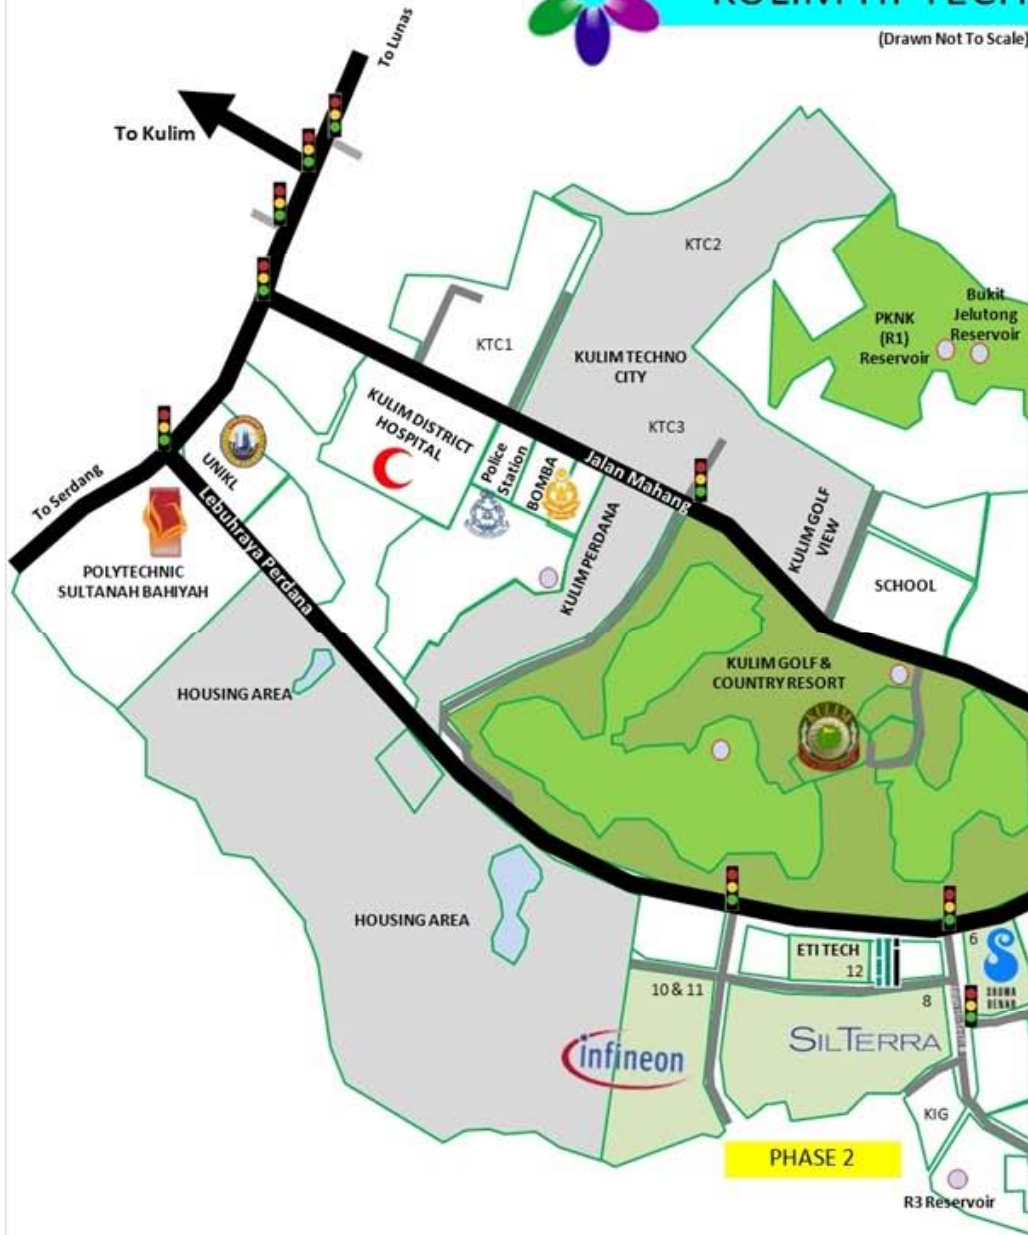 (Drawn Not To Scale)
To Lunas
To Kulim
KTC2
Bukit
Jelutong
Reservoir
PKNK
(R1)
Reservoir
KTC1
KULIM TECHNO
CITY
KULIM DISTRICT
HOSPITAL
KTC3
Police
Station
BOMBA
Jalan Mahang
UNIKL
To Serdang
Lebuhraya Perdana
KULIM PERDANA
KULIM GOLF
VIEW
POLYTECHNIC
SULTANAH BAHIYAH
SCHOOL
KULIM GOLF &
COUNTRY RESORT
KULIM
HOUSING AREA
HOUSING AREA
ETI TECH
12
6
SHOWA
DENKO
10 & 11
8
infineon
SILTERRA
KIG
PHASE 2
R3 Reservoir